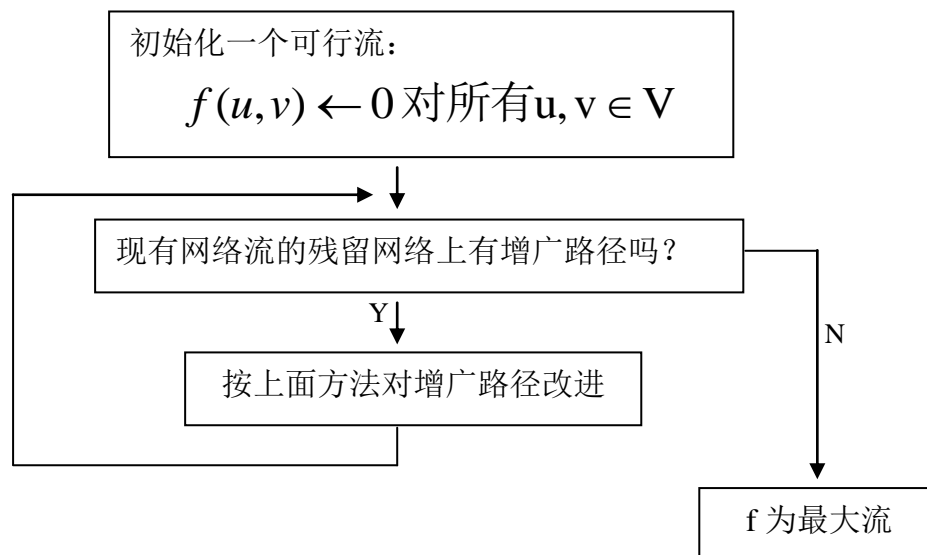 初始化一个可行流：
f(u,v)←0 对所有u,v∈V
现有网络流的残留网络上有增广路径吗？
Y
N
按上面方法对增广路径改进
f 为最大流